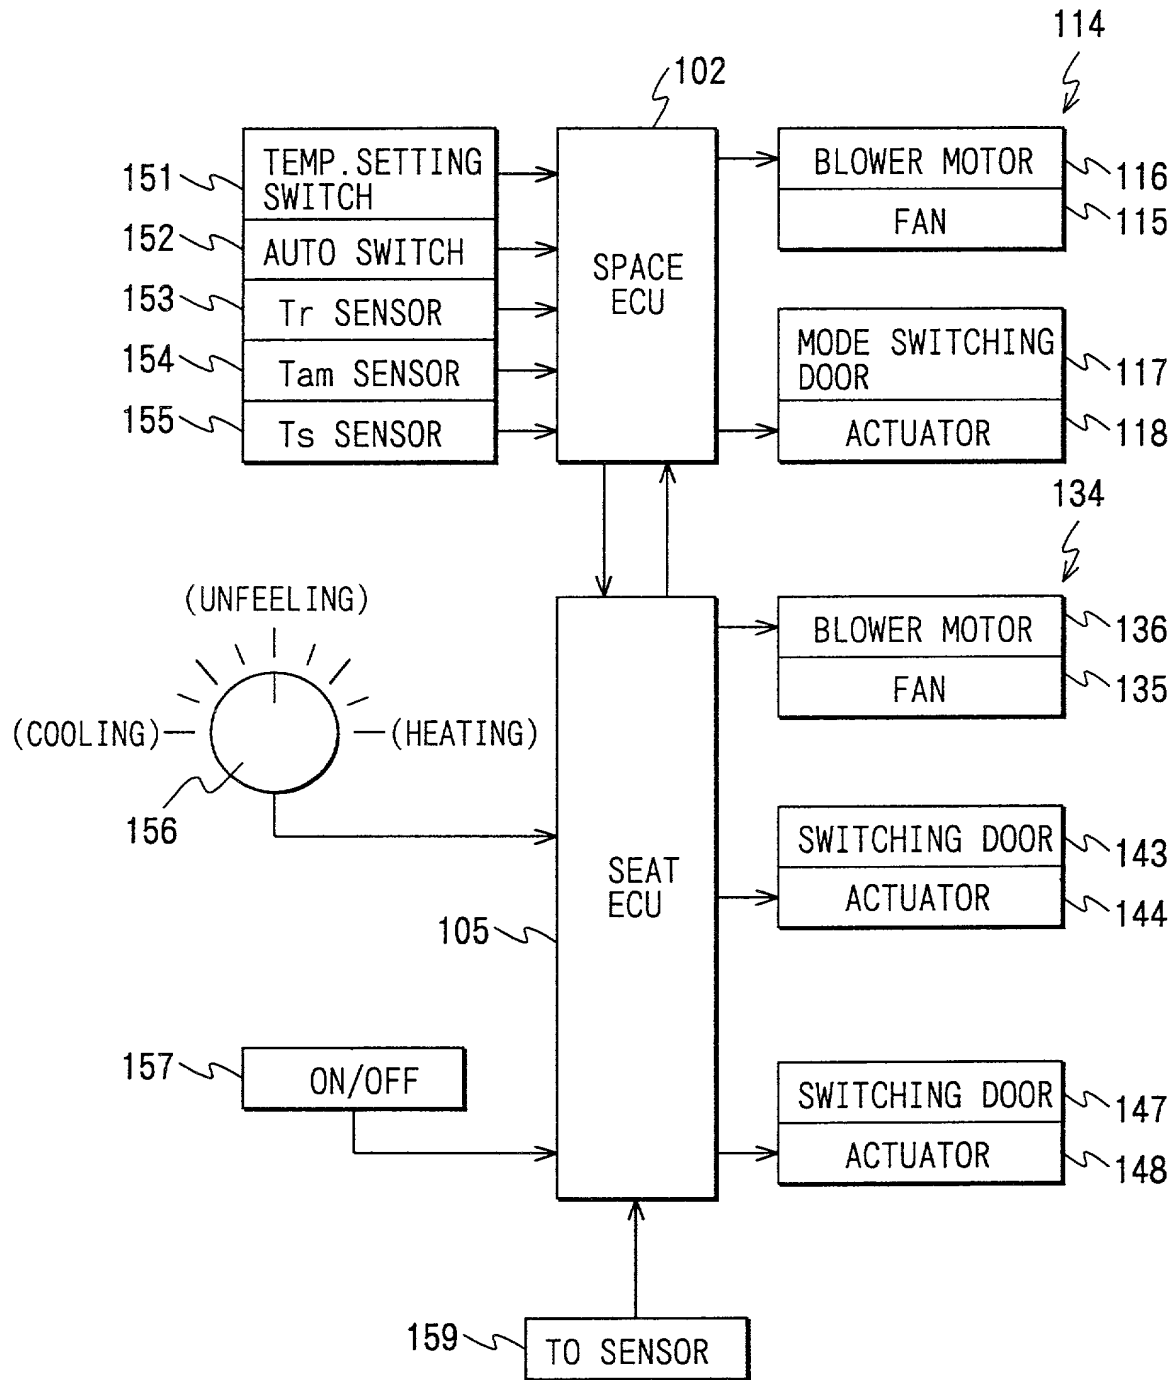 114
102
TEMP.SETTING
SWITCH
151
BLOWER MOTOR
116
FAN
115
152
AUTO SWITCH
SPACE
ECU
153
Tr SENSOR
MODE SWITCHING
DOOR
117
154
Tam SENSOR
155
Ts SENSOR
ACTUATOR
118
134
(UNFEELING)
BLOWER MOTOR
136
FAN
135
(COOLING)
(HEATING)
156
SWITCHING DOOR
143
SEAT
ECU
ACTUATOR
144
105
157
ON/OFF
SWITCHING DOOR
147
ACTUATOR
148
159
TO SENSOR